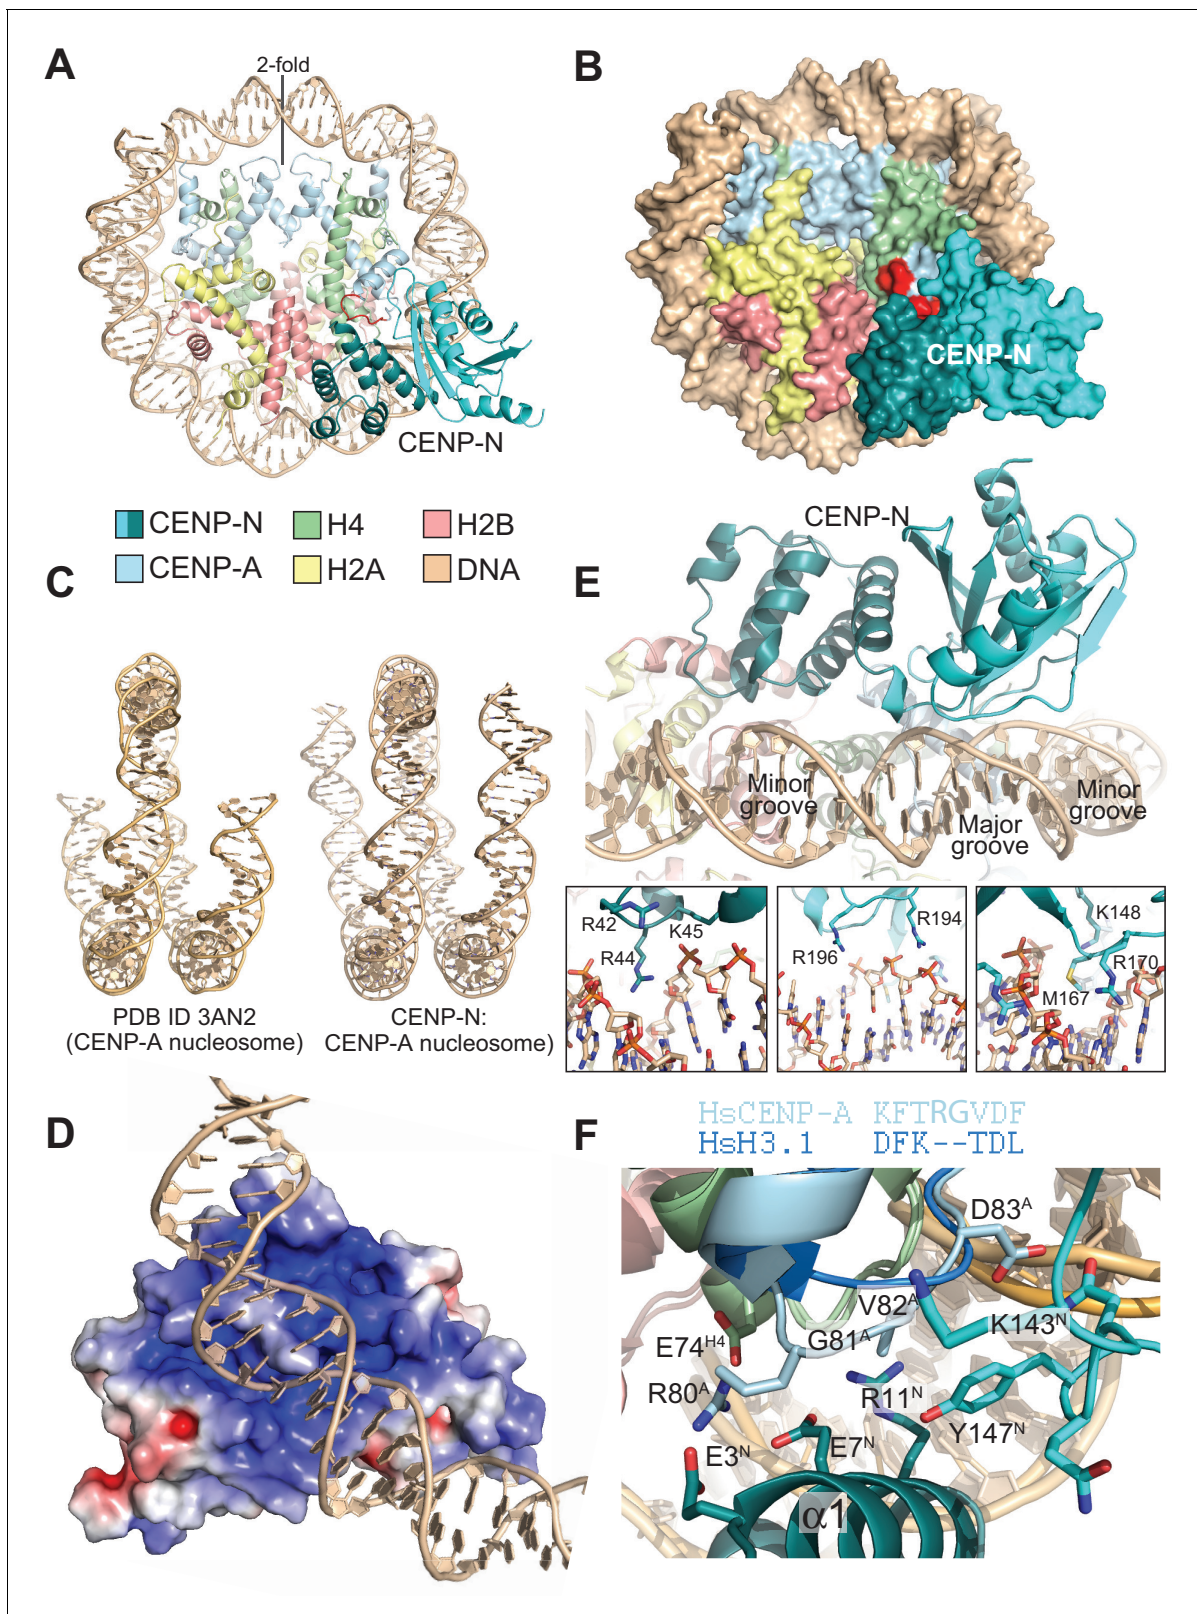 A
2-fold
CENP-N
B
CENP-N
CENP-N
H4
H2B
CENP-A
H2A
DNA
C
PDB ID 3AN2
(CENP-A nucleosome)
CENP-N:
CENP-A nucleosome)
E
CENP-N
Minor
groove
Major
groove
Minor
groove
R42
K45
R44
R194
R196
K148
R170
M167
D
F
HsCENP-A KFTRGVDF
HsH3.1 DFK--TDL
D83A
V82A
K143N
G81A
E74H4
R80A
R11N
Y147N
E7N
E3N
α1